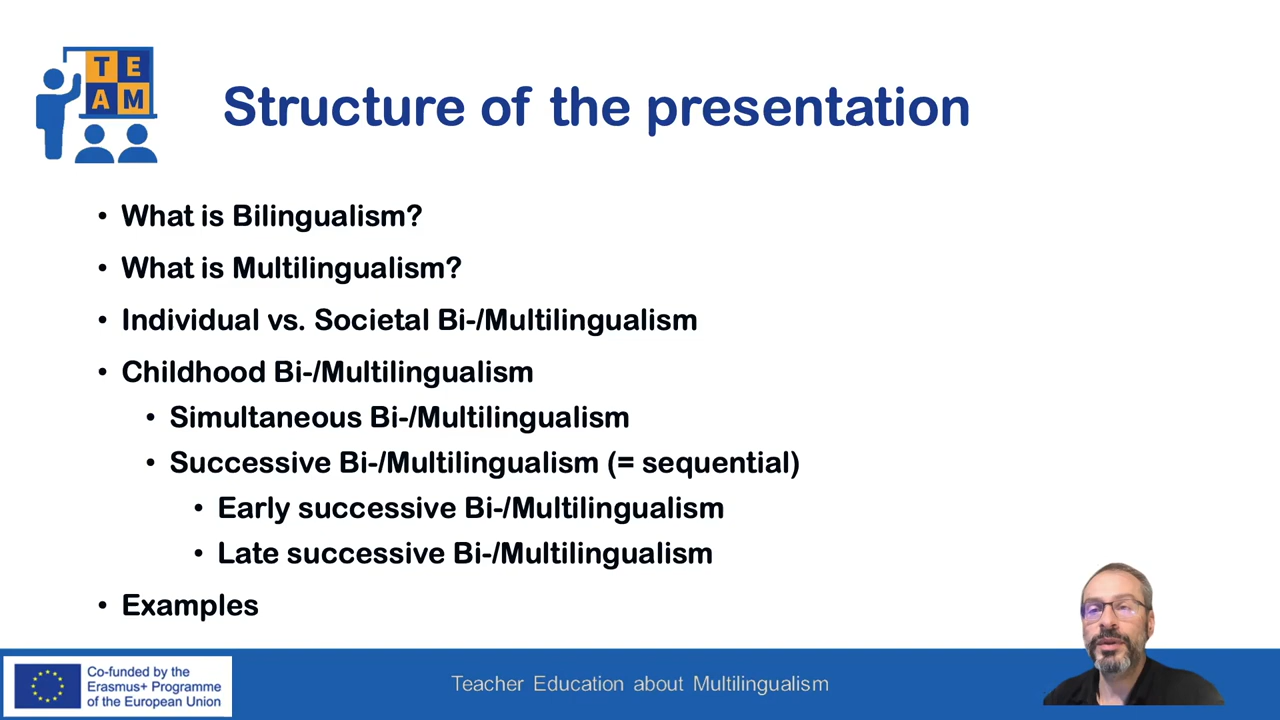 T E
A M
Structure of the presentation
• What is Bilingualism?
• What is Multilingualism?
• Individual vs. Societal Bi-/Multilingualism
• Childhood Bi-/Multilingualism
• Simultaneous Bi-/Multilingualism
• Successive Bi-/Multilingualism (= sequential)
• Early successive Bi-/Multilingualism
• Late successive Bi-/Multilingualism
• Examples
Co-funded by the
Erasmus+ Programme
of the European Union
Teacher Education about Multilingualism